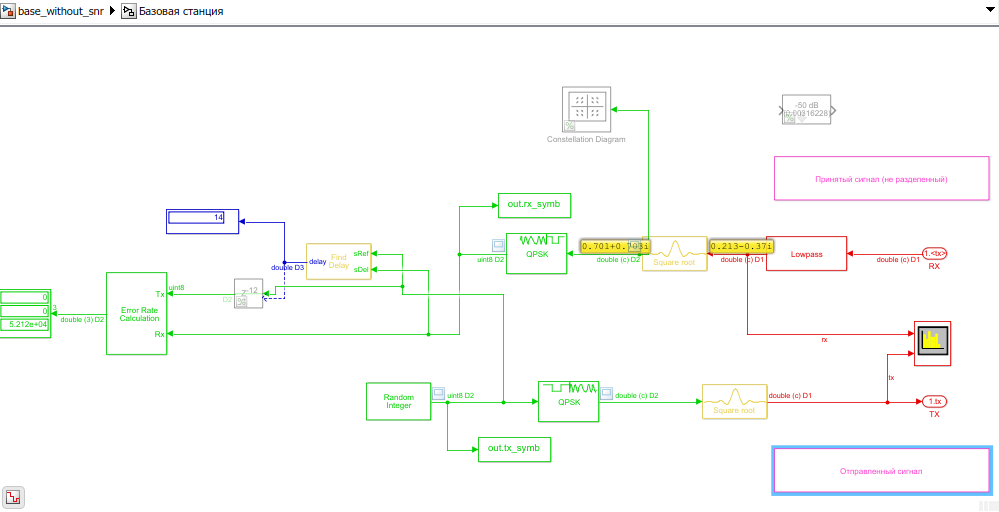 base_without_snr ▶ Базовая станция
-50 dB
Constellation Diagram
Принятый сигнал (не разделенный)
out.rx_symb
14
QPSK
uint8 D2
0.701+0.703i
double (c) D2
Square root
0.213-0.37i
double (c) D1
Lowpass
double (c) D1
1.<tx>
RX
Find
Delay
sRef
sDel
delay
double D3
uint8
-12
D2
0
0
5.212e+04
3
double (3) D2
Tx
Error Rate
Calculation
Rx
rx
tx
Random
Integer
uint8 D2
QPSK
double (c) D2
Square root
double (c) D1
1.tx
TX
out.tx_symb
Отправленный сигнал